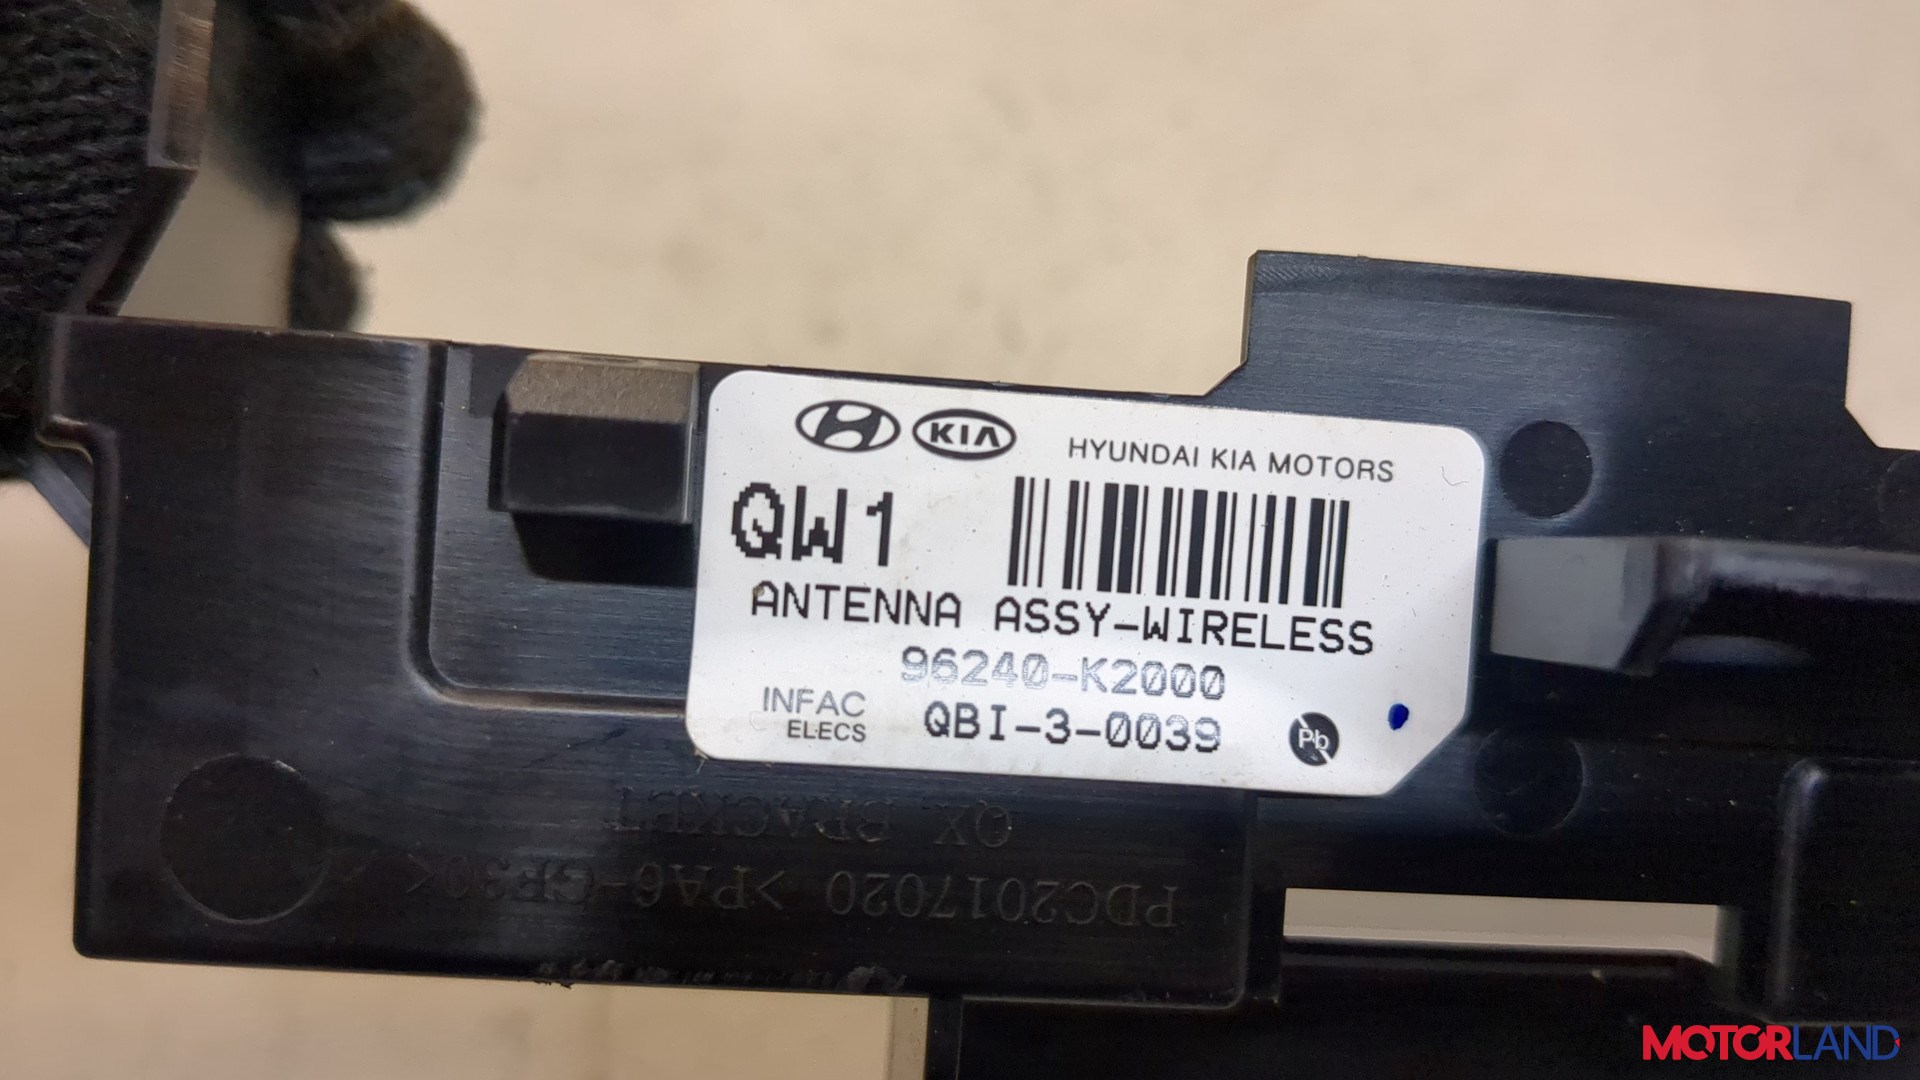 KIA HYUNDAI KIA MOTORS
QW1
ANTENNA ASSY-WIRELESS
96240-K2000
INFAC
ELECS
QBI-3-0039
Pb
PDC2017020 >PA6-GF30<
QX BRACKET
MOTORLAND